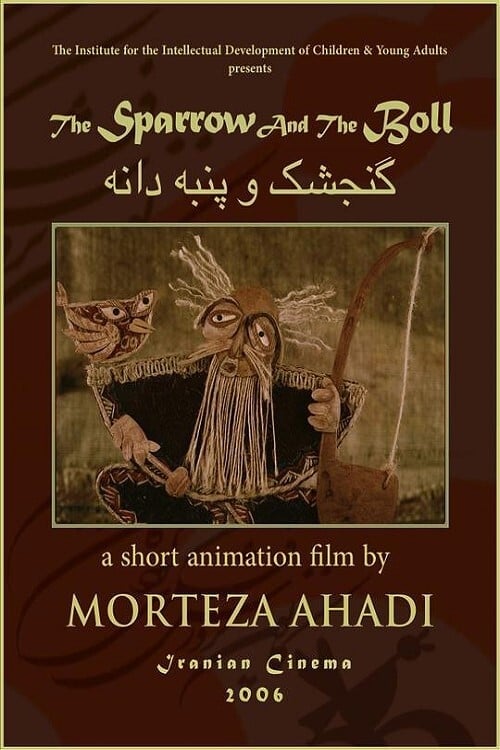 The Institute for the Intellectual Development of Children & Young Adults
presents
The Sparrow And The Boll
گنجشک و پنبه دانه
a short animation film by
MORTEZA AHADI
Iranian Cinema
2006